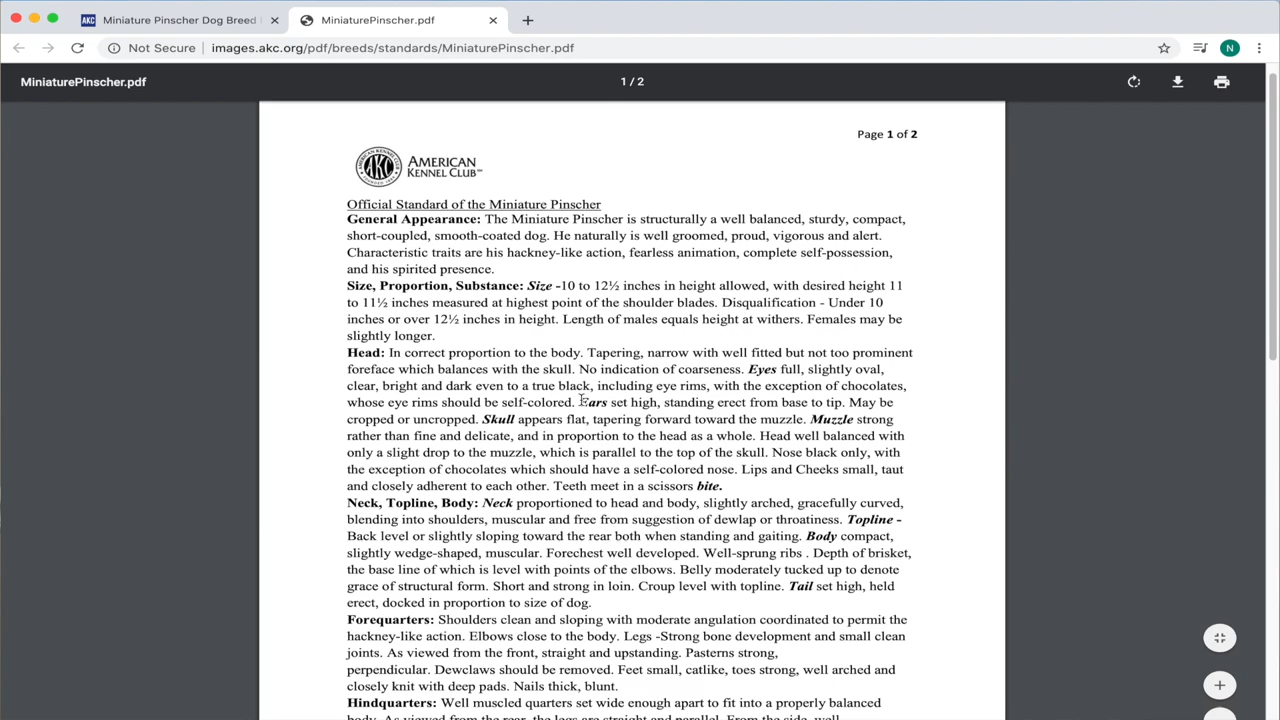 AKC Miniature Pinscher Dog Breed
MiniaturePinscher.pdf
Not Secure images.akc.org/pdf/breeds/standards/MiniaturePinscher.pdf
N
MiniaturePinscher.pdf
1 / 2
Page 1 of 2
AKC AMERICAN
KENNEL CLUB
Official Standard of the Miniature Pinscher
General Appearance: The Miniature Pinscher is structurally a well balanced, sturdy, compact,
short-coupled, smooth-coated dog. He naturally is well groomed, proud, vigorous and alert.
Characteristic traits are his hackney-like action, fearless animation, complete self-possession,
and his spirited presence.
Size, Proportion, Substance: Size -10 to 12½ inches in height allowed, with desired height 11
to 11½ inches measured at highest point of the shoulder blades. Disqualification - Under 10
inches or over 12½ inches in height. Length of males equals height at withers. Females may be
slightly longer.
Head: In correct proportion to the body. Tapering, narrow with well fitted but not too prominent
foreface which balances with the skull. No indication of coarseness. Eyes full, slightly oval,
clear, bright and dark even to a true black, including eye rims, with the exception of chocolates,
whose eye rims should be self-colored. Ears set high, standing erect from base to tip. May be
cropped or uncropped. Skull appears flat, tapering forward toward the muzzle. Muzzle strong
rather than fine and delicate, and in proportion to the head as a whole. Head well balanced with
only a slight drop to the muzzle, which is parallel to the top of the skull. Nose black only, with
the exception of chocolates which should have a self-colored nose. Lips and Cheeks small, taut
and closely adherent to each other. Teeth meet in a scissors bite.
Neck, Topline, Body: Neck proportioned to head and body, slightly arched, gracefully curved,
blending into shoulders, muscular and free from suggestion of dewlap or throatiness. Topline -
Back level or slightly sloping toward the rear both when standing and gaiting. Body compact,
slightly wedge-shaped, muscular. Forechest well developed. Well-sprung ribs . Depth of brisket,
the base line of which is level with points of the elbows. Belly moderately tucked up to denote
grace of structural form. Short and strong in loin. Croup level with topline. Tail set high, held
erect, docked in proportion to size of dog.
Forequarters: Shoulders clean and sloping with moderate angulation coordinated to permit the
hackney-like action. Elbows close to the body. Legs -Strong bone development and small clean
joints. As viewed from the front, straight and upstanding. Pasterns strong,
perpendicular. Dewclaws should be removed. Feet small, catlike, toes strong, well arched and
closely knit with deep pads. Nails thick, blunt.
Hindquarters: Well muscled quarters set wide enough apart to fit into a properly balanced
body. As viewed from the rear, the legs are straight and parallel. From the side, well